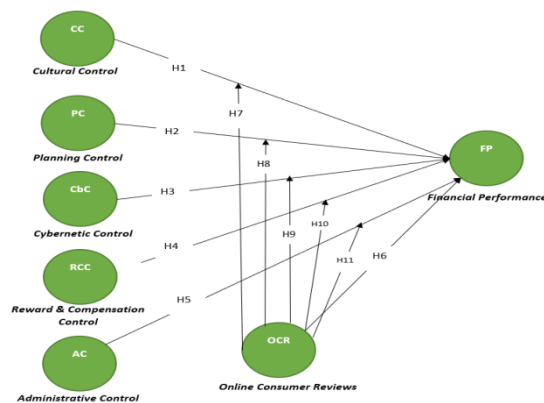 CC
Cultural Control
H1
H7
PC
Planning Control
H2
H8
FP
Financial Performance
CbC
Cybernetic Control
H3
H9
H10
H11
H6
RCC
Reward & Compensation
Control
H4
H5
AC
Administrative Control
OCR
Online Consumer Reviews